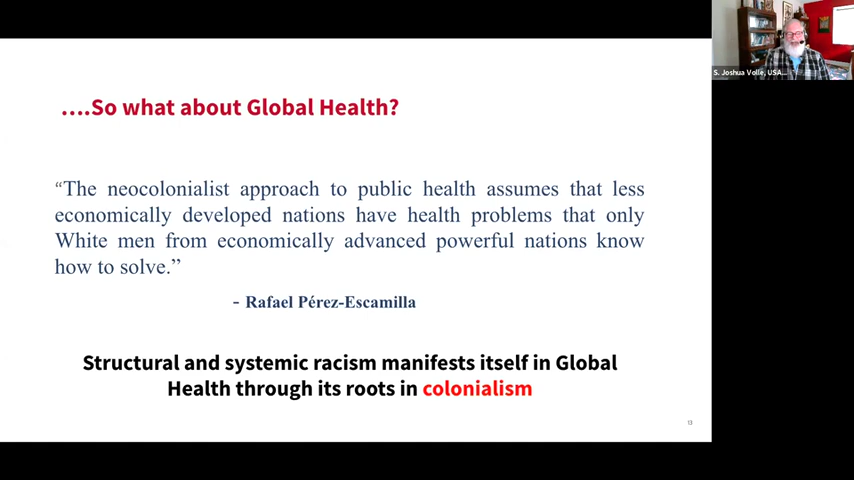 ....So what about Global Health?
S. Joshua Volle, USA...
“The neocolonialist approach to public health assumes that less
economically developed nations have health problems that only
White men from economically advanced powerful nations know
how to solve.”
- Rafael Pérez-Escamilla
Structural and systemic racism manifests itself in Global
Health through its roots in colonialism
13